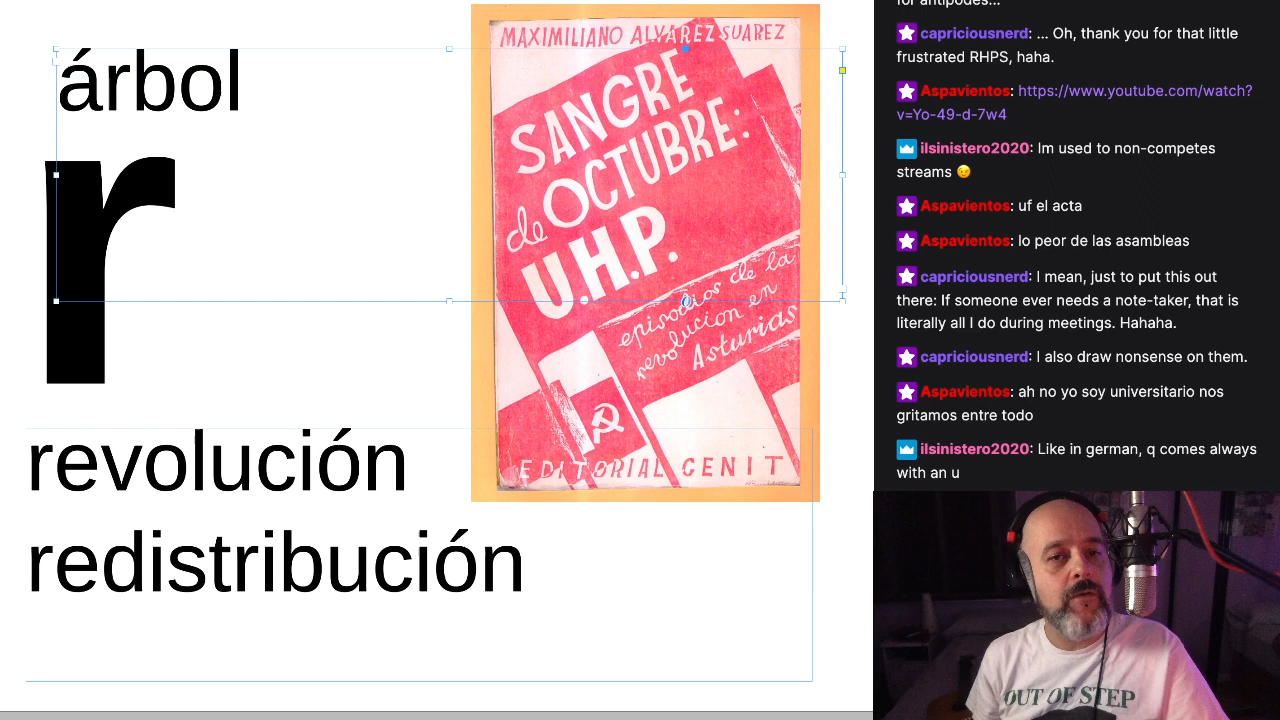 árbol
r
revolución
redistribución
MAXIMILIANO ALVAREZ SUAREZ
SANGRE
de OCTUBRE:
U.H.P.
episodios de la
revolucion en
Asturias
EDITORIAL CENIT
for antipodes...
capriciousnerd: ... Oh, thank you for that little
frustrated RHPS, haha.
Aspavientos: https://www.youtube.com/watch?
v=Yo-49-d-7w4
ilsinistero2020: Im used to non-competes
streams 😉
Aspavientos: uf el acta
Aspavientos: lo peor de las asambleas
capriciousnerd: I mean, just to put this out
there: If someone ever needs a note-taker, that is
literally all I do during meetings. Hahaha.
capriciousnerd: I also draw nonsense on them.
Aspavientos: ah no yo soy universitario nos
gritamos entre todo
ilsinistero2020: Like in german, q comes always
with an u
OUT OF STEP